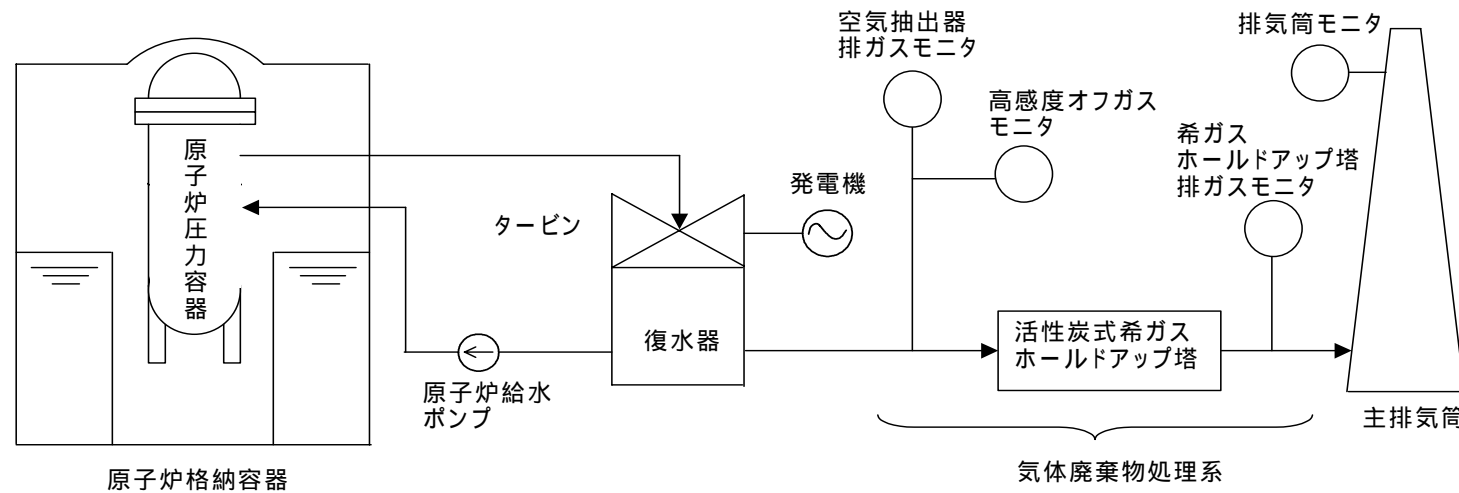 空気抽出器
排ガスモニタ
排気筒モニタ
高感度オフガス
モニタ
希ガス
ホールドアップ塔
排ガスモニタ
原子炉圧力容器
発電機
タービン
復水器
活性炭式希ガス
ホールドアップ塔
原子炉給水
ポンプ
主排気筒
気体廃棄物処理系
原子炉格納容器